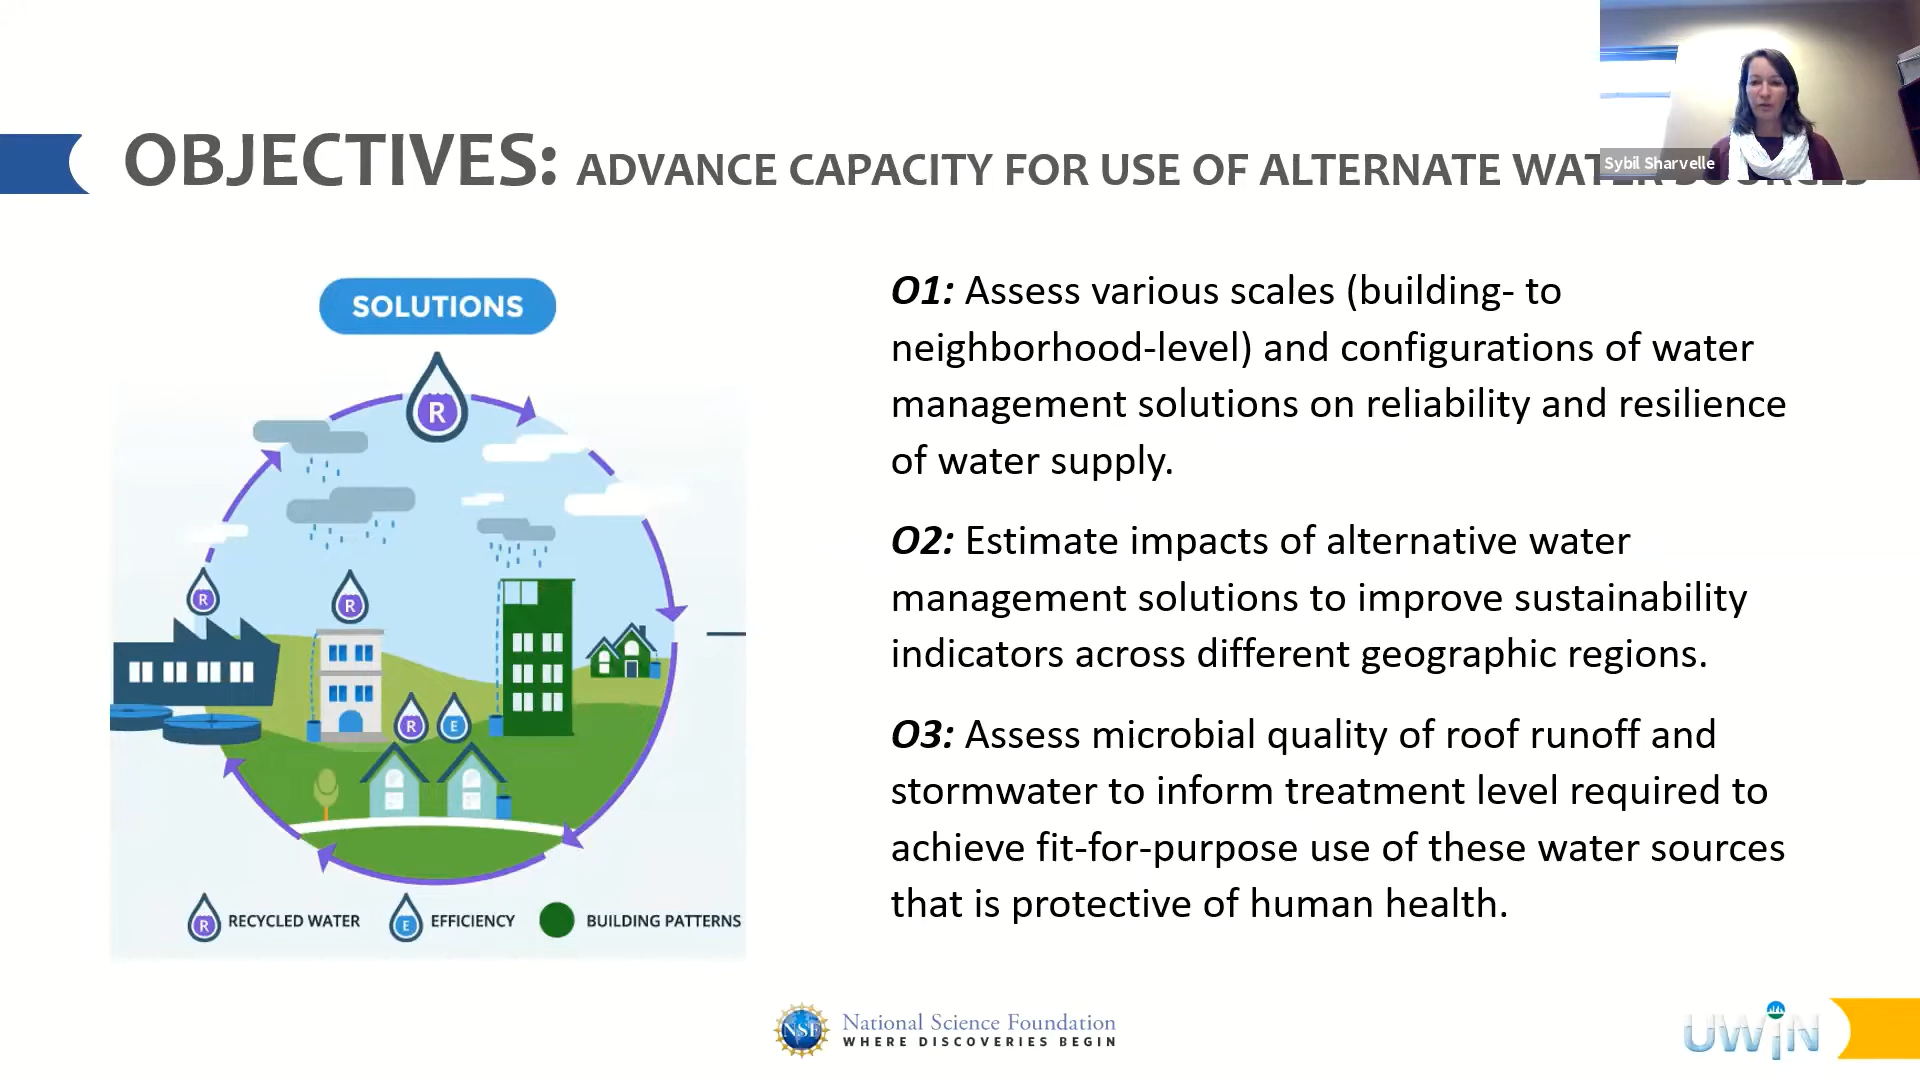 OBJECTIVES: ADVANCE CAPACITY FOR USE OF ALTERNATE WATER SOURCES
Sybil Sharvelle
SOLUTIONS
R
R
R
R
E
R
RECYCLED WATER
E
EFFICIENCY
BUILDING PATTERNS
O1: Assess various scales (building- to
neighborhood-level) and configurations of water
management solutions on reliability and resilience
of water supply.
O2: Estimate impacts of alternative water
management solutions to improve sustainability
indicators across different geographic regions.
O3: Assess microbial quality of roof runoff and
stormwater to inform treatment level required to
achieve fit-for-purpose use of these water sources
that is protective of human health.
NSF
National Science Foundation
WHERE DISCOVERIES BEGIN
UWiN